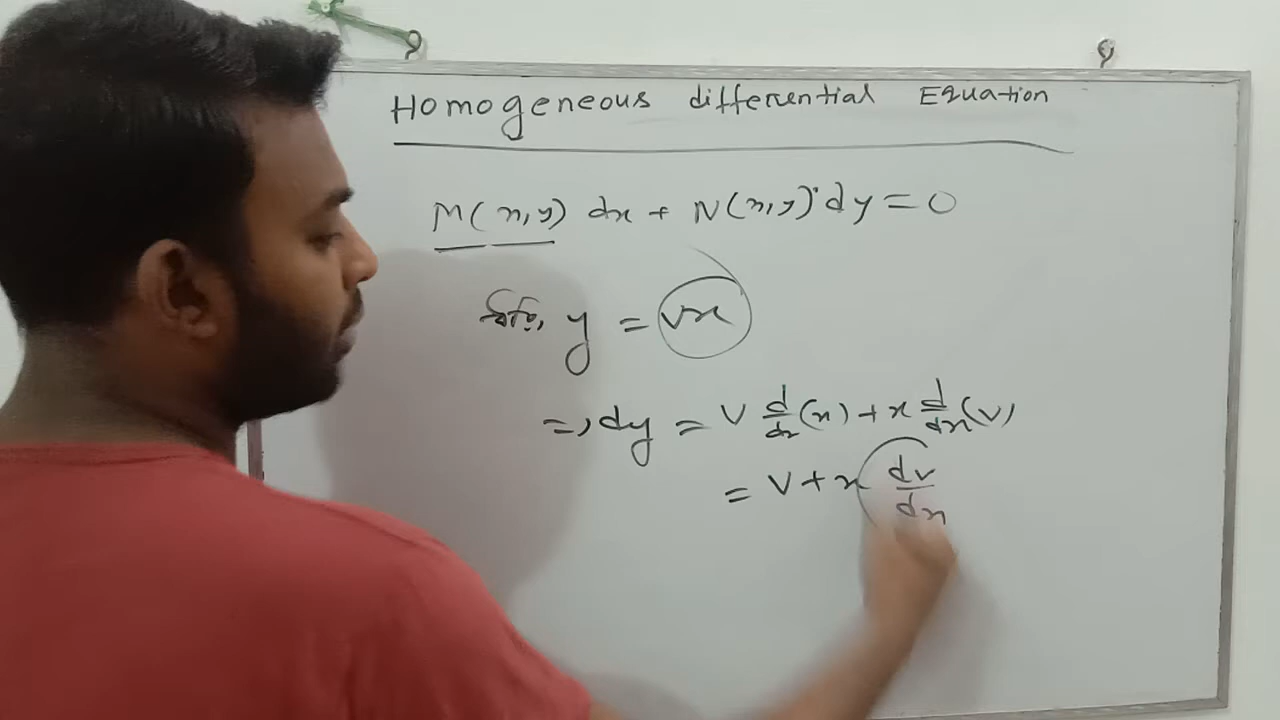 Homogeneous differential Equation
M(x,y) dx + N(x,y) dy = 0
ধরি, y = vx
=> dy = v d/dx (x) + x d/dx (v)
= v + x dv/dx